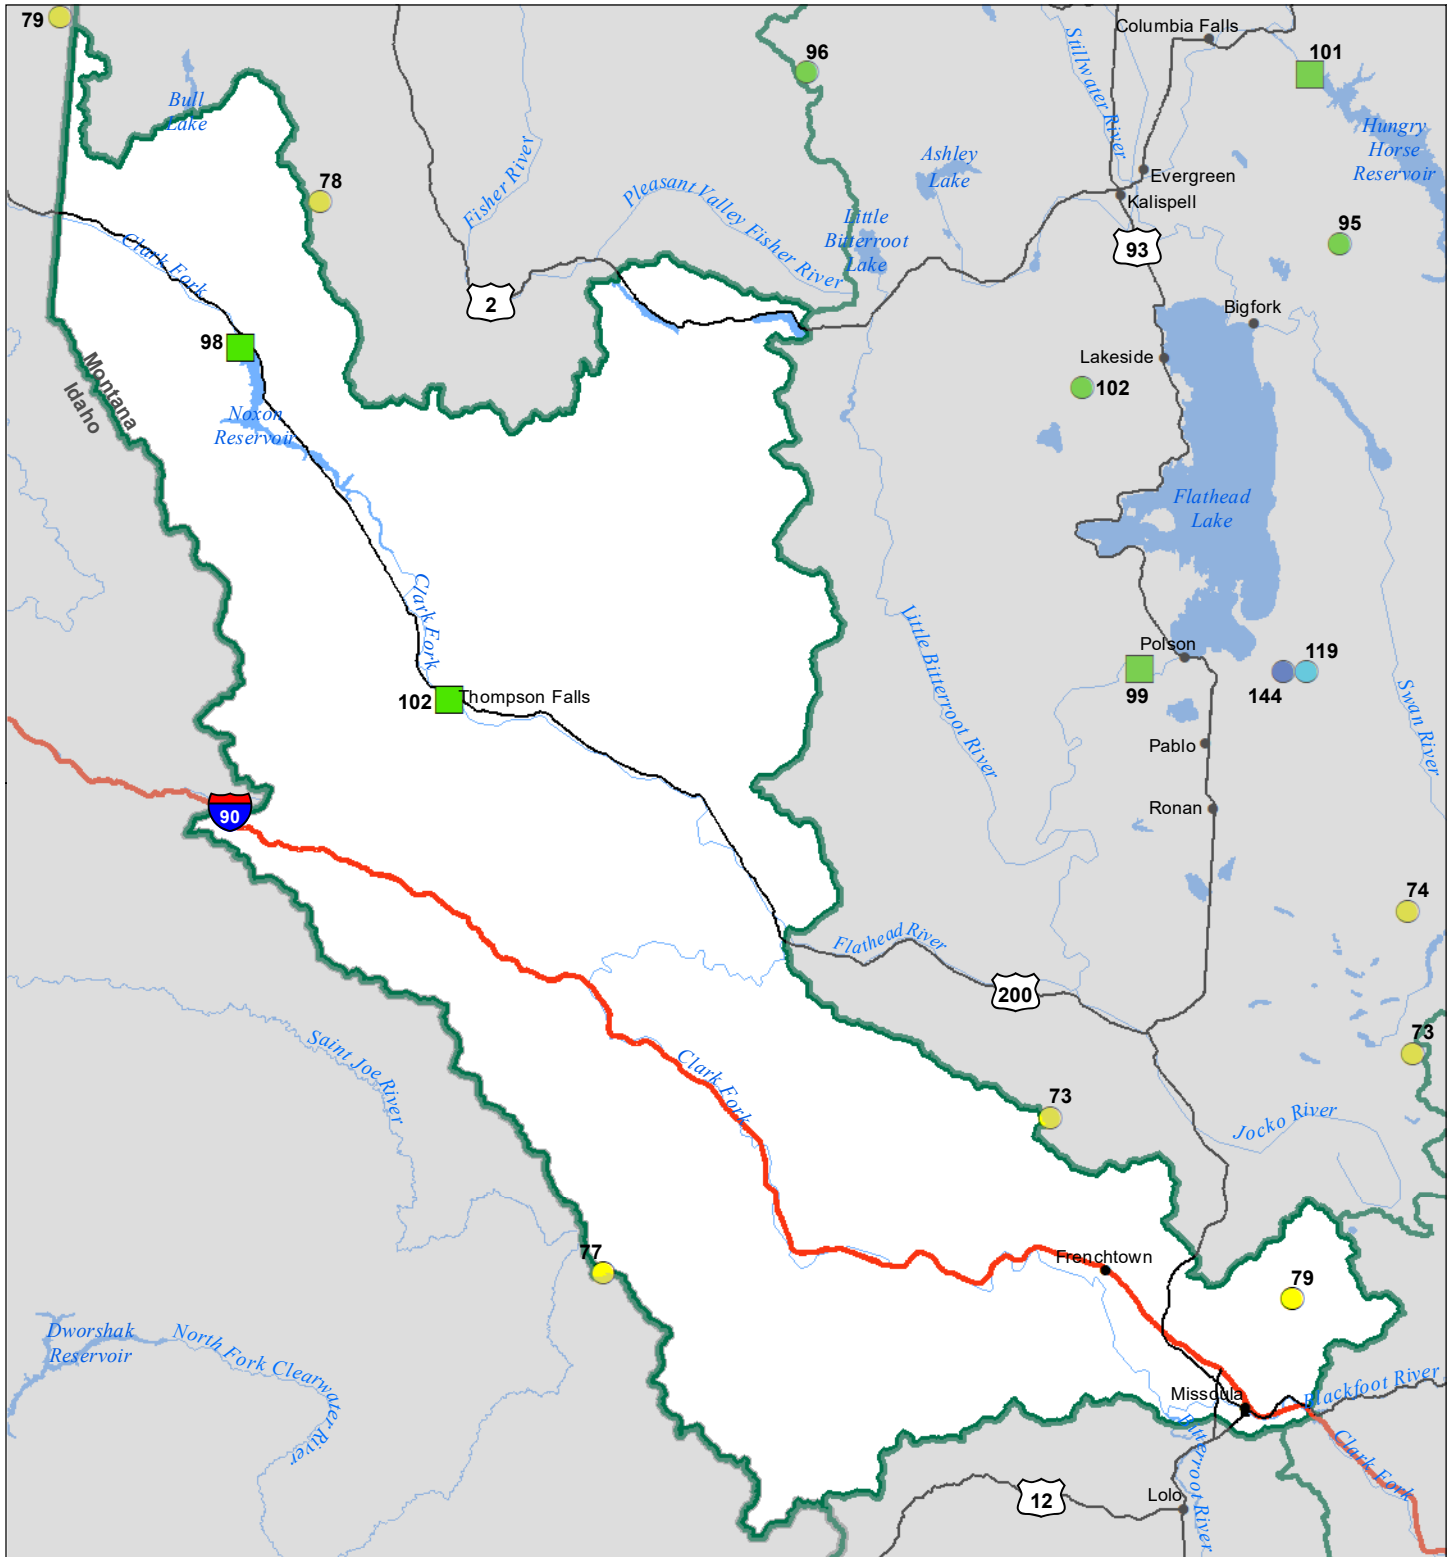 79
96
Columbia Falls
101
Stillwater River
Bull
Lake
Hungry
Horse
Reservoir
Ashley
Lake
Fisher River
Evergreen
78
Pleasant Valley Fisher River
Kalispell
Little
Bitterroot
Lake
95
93
Clark Fork
2
Bigfork
98
Lakeside
Montana
Idaho
102
Noxon
Reservoir
Flathead
Lake
Clark Fork
Little Bitterroot River
Polson
119
99
144
102
Thompson Falls
Swan River
Pablo
90
Ronan
74
Flathead River
200
Saint Joe River
73
Clark Fork
73
Jocko River
77
Frenchtown
79
Dworshak
Reservoir
North Fork Clearwater
River
Missoula
Blackfoot River
Bitterroot River
Clark Fork
12
Lolo